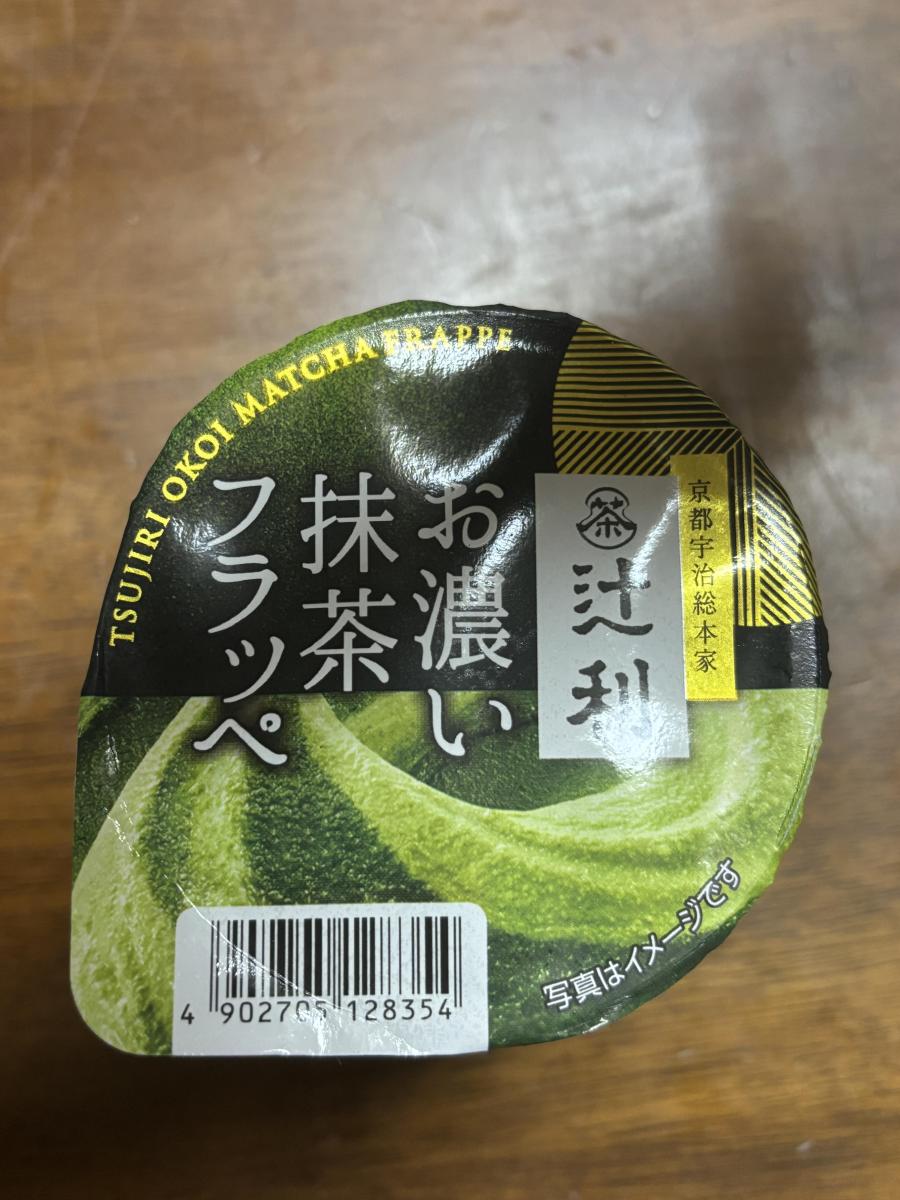 TSUJIRI OKOI MATCHA FRAPPE
京都宇治総本家
茶
辻利
お濃い
抹茶
フラッペ
写真はイメージです
4 902705 128354